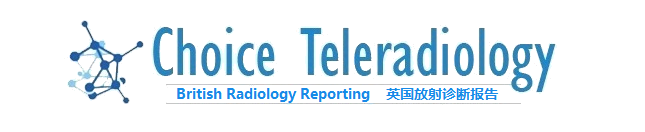 Choice Teleradiology
British Radiology Reporting 英国放射诊断报告